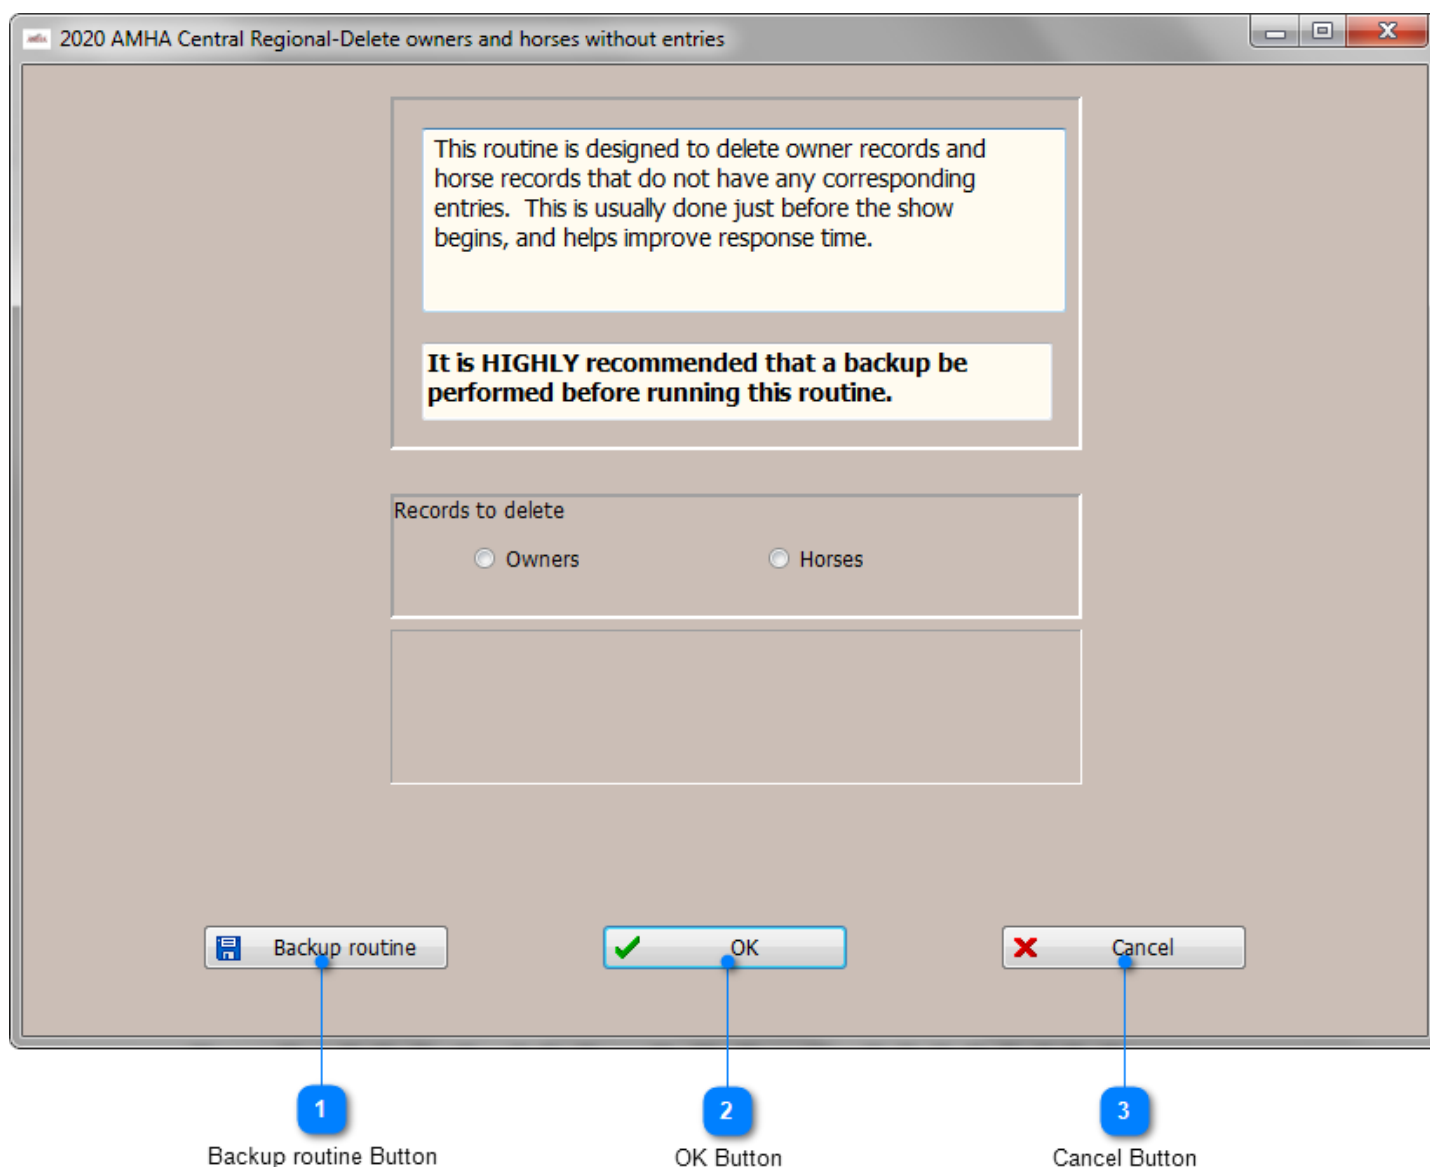 2020 AMHA Central Regional-Delete owners and horses without entries
This routine is designed to delete owner records and
horse records that do not have any corresponding
entries.  This is usually done just before the show
begins, and helps improve response time.
It is HIGHLY recommended that a backup be
performed before running this routine.
Records to delete
Owners
Horses
Backup routine
OK
Cancel
1
2
3
Backup routine Button
OK Button
Cancel Button